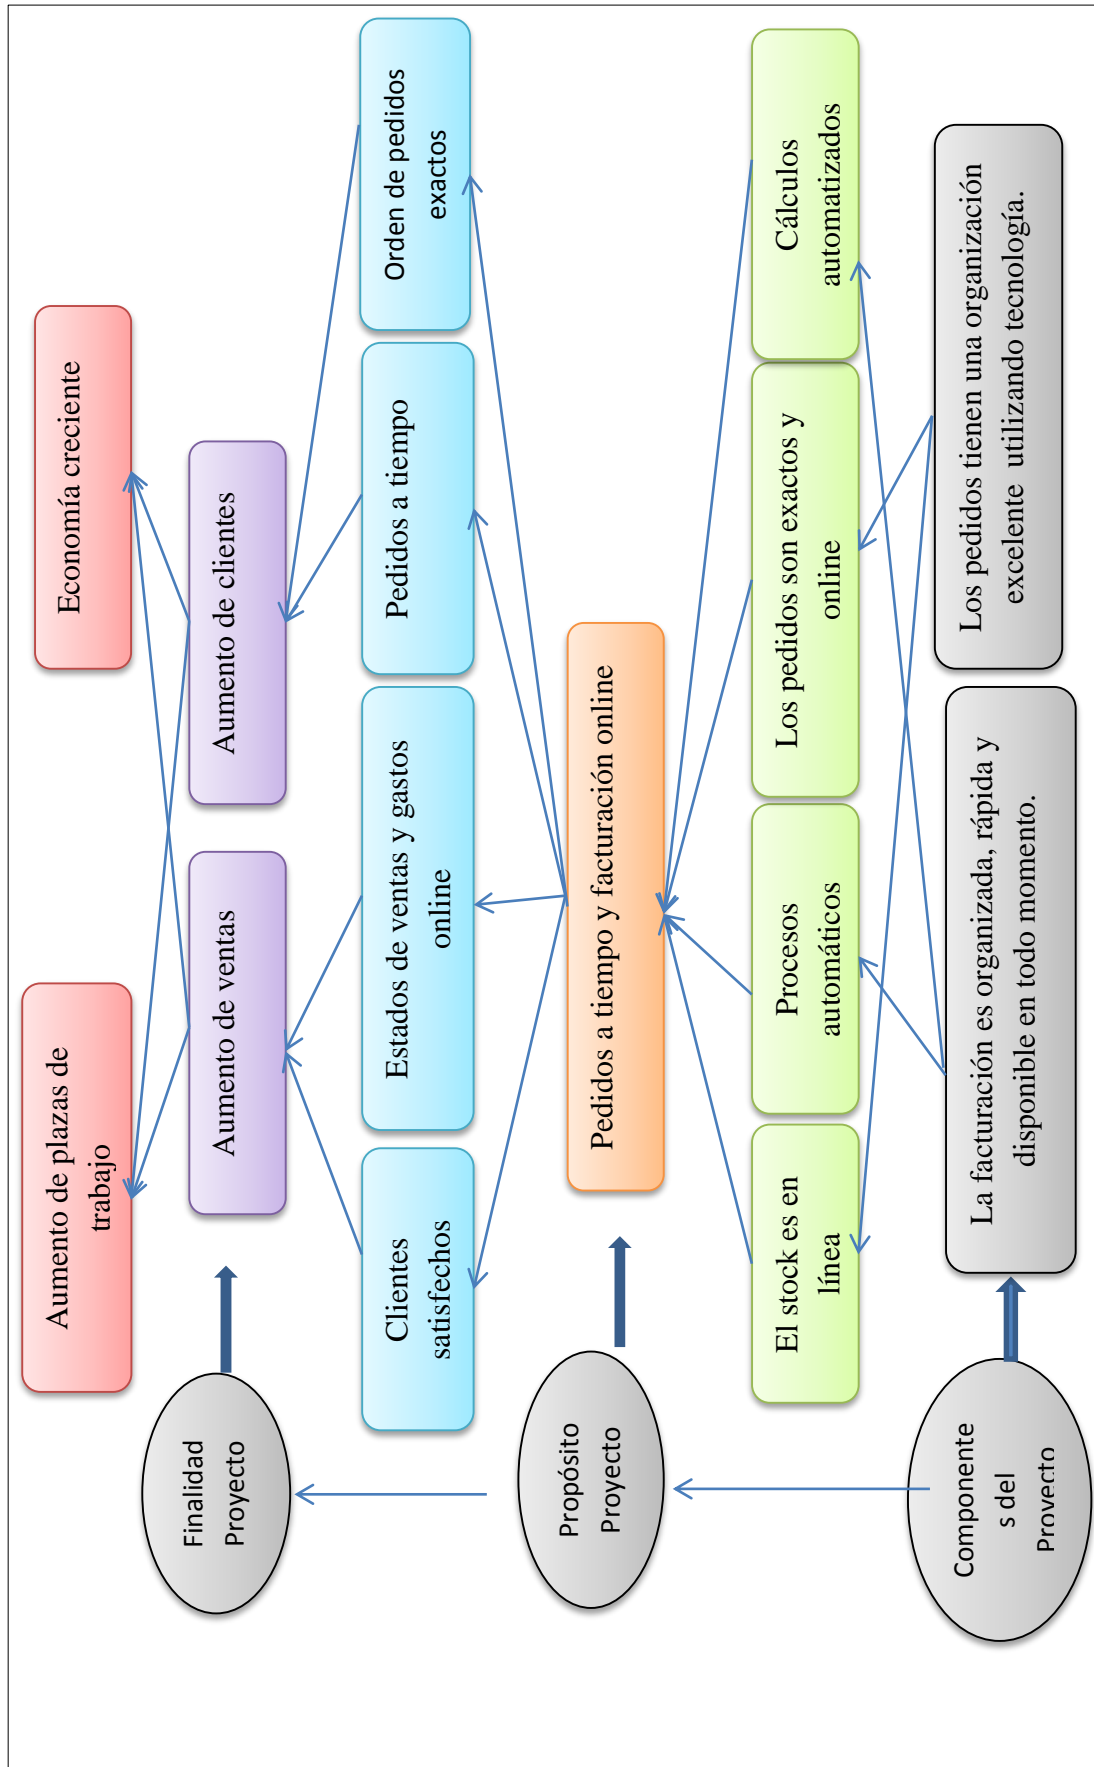 Aumento de plazas de
trabajo
Economía creciente
Finalidad
Proyecto
Aumento de ventas
Aumento de clientes
Clientes
satisfechos
Estados de ventas y gastos
online
Pedidos a tiempo
Orden de pedidos
exactos
Propósito
Proyecto
Pedidos a tiempo y facturación online
El stock es en
línea
Procesos
automáticos
Los pedidos son exactos y
online
Cálculos
automatizados
Componente
s del
Proyecto
La facturación es organizada, rápida y
disponible en todo momento.
Los pedidos tienen una organización
excelente utilizando tecnología.